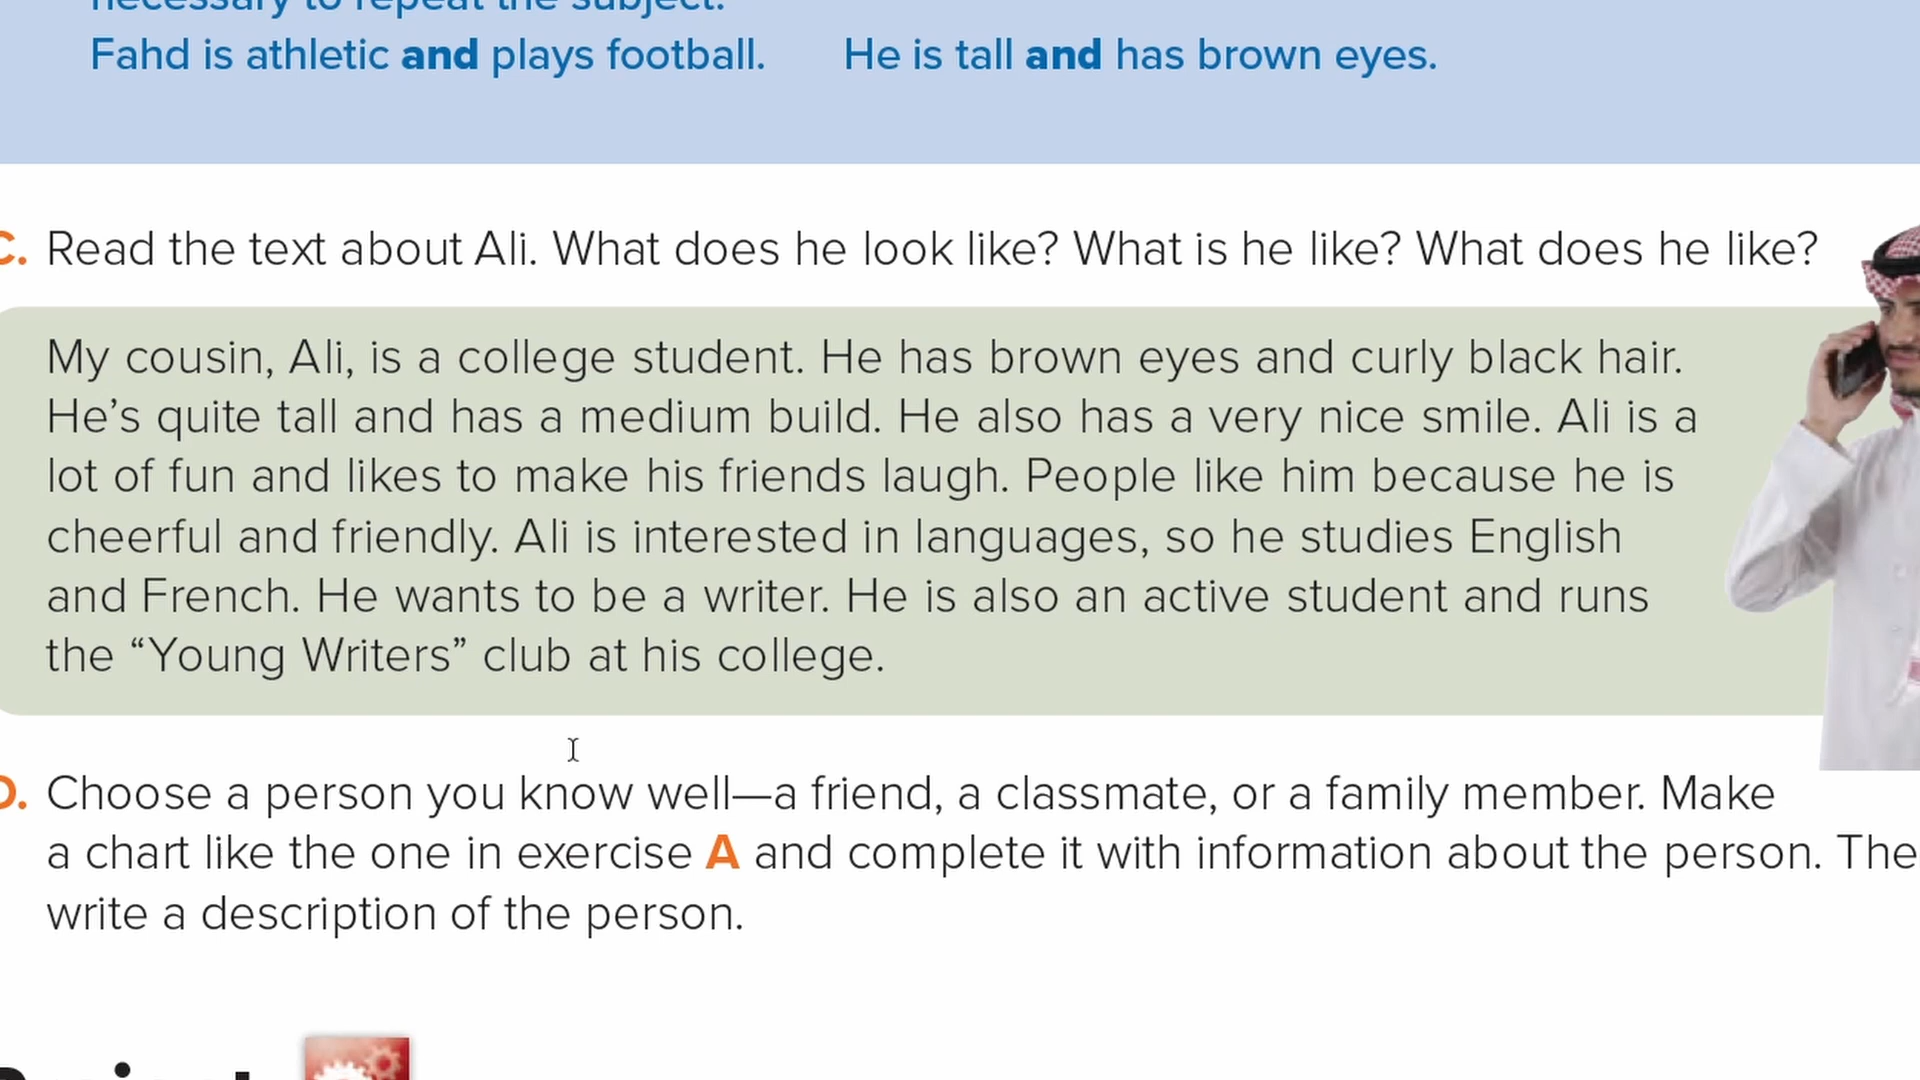 necessary to repeat the subject.
Fahd is athletic and plays football. He is tall and has brown eyes.
C. Read the text about Ali. What does he look like? What is he like? What does he like?
My cousin, Ali, is a college student. He has brown eyes and curly black hair.
He’s quite tall and has a medium build. He also has a very nice smile. Ali is a
lot of fun and likes to make his friends laugh. People like him because he is
cheerful and friendly. Ali is interested in languages, so he studies English
and French. He wants to be a writer. He is also an active student and runs
the “Young Writers” club at his college.
D. Choose a person you know well—a friend, a classmate, or a family member. Make
a chart like the one in exercise A and complete it with information about the person. The
write a description of the person.
Project